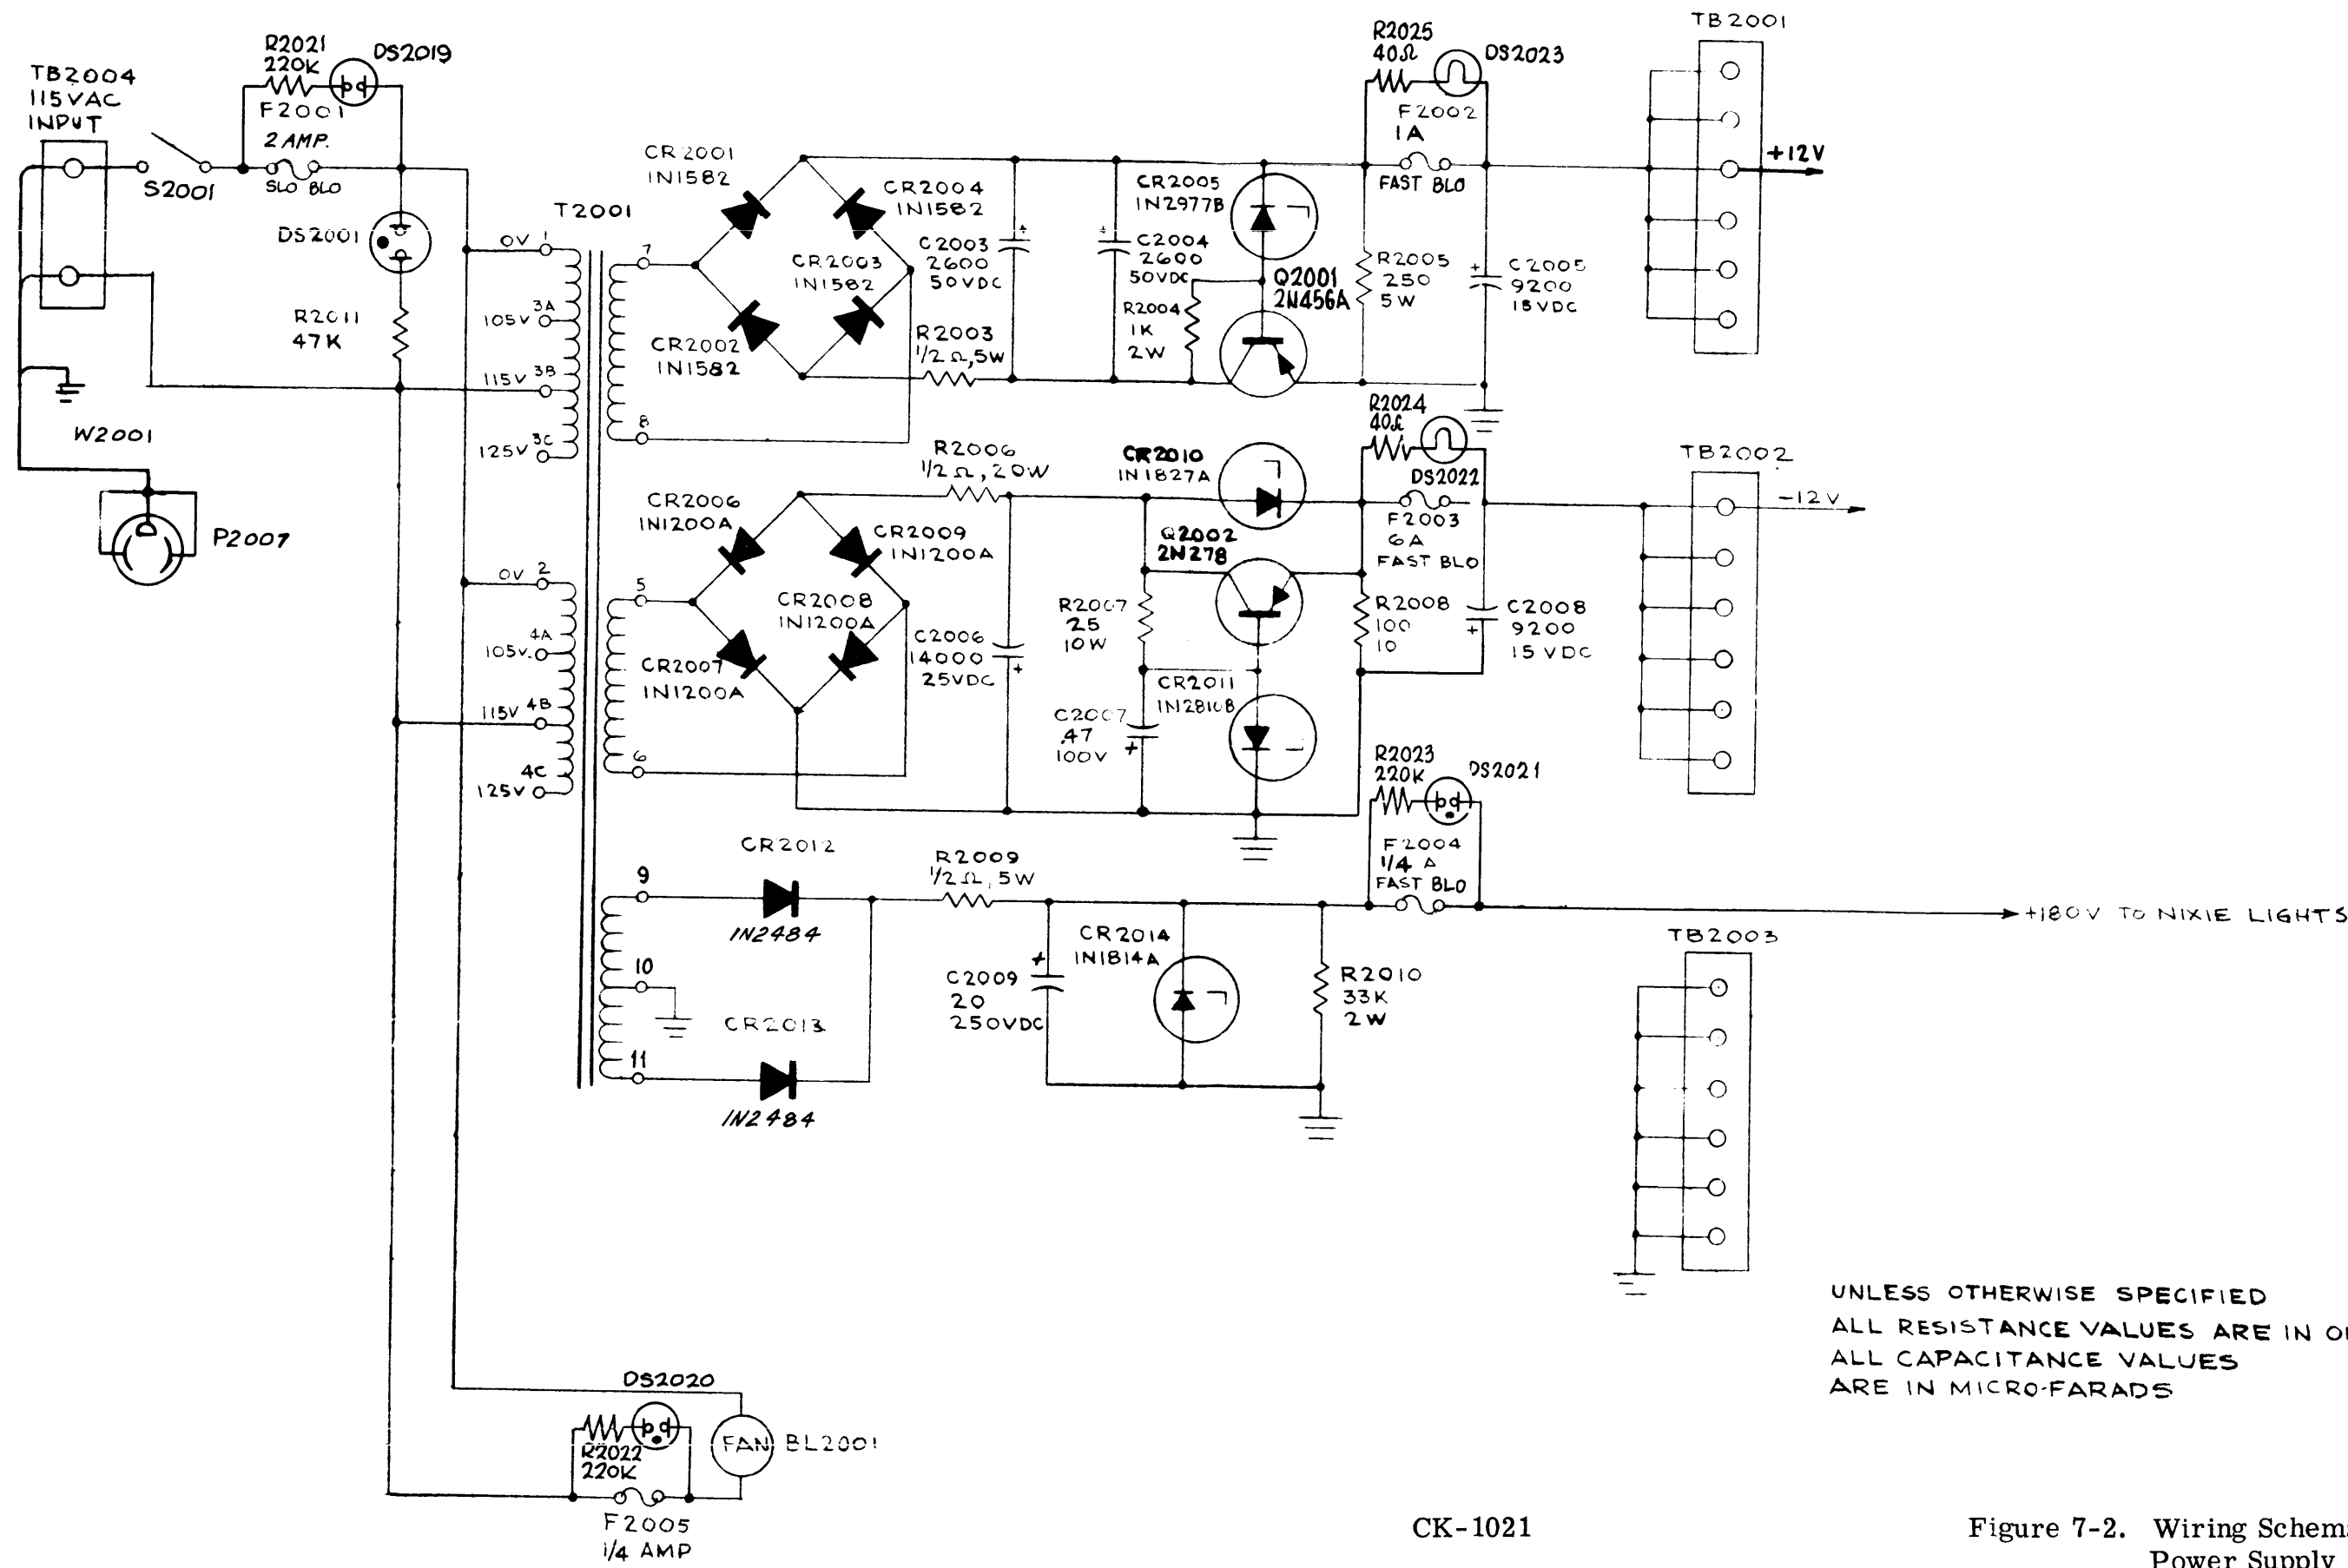 TB2004
115VAC
INPUT
R2021
220K
DS2019
F2001
2 AMP.
SLO BLO
S2001
DS2001
R2011
47K
W2001
P2007
T2001
0V 1
105V 3A
115V 3B
125V 3C
0V 2
4A
105V
115V 4B
4C
125V
7
8
5
6
9
10
11
CR2001
IN1582
CR2004
IN1582
CR2003
IN1582
CR2002
IN1582
C2003
2600
50VDC
R2003
1/2 Ω, 5W
C2004
2600
50VDC
CR2005
IN2977B
R2004
1K
2W
Q2001
2N456A
R2025
40Ω
DS2023
F2002
1A
FAST BLO
R2005
250
5W
C2005
9200
15VDC
TB2001
+12V
CR2006
IN1200A
CR2009
IN1200A
CR2008
IN1200A
CR2007
IN1200A
R2006
1/2 Ω, 20W
C2006
14000
25VDC
CR2010
IN1827A
Q2002
2N278
R2007
25
10W
C2007
.47
100V
CR2011
IN2810B
R2024
40Ω
DS2022
F2003
6A
FAST BLO
R2008
100
10
C2008
9200
15VDC
TB2002
-12V
CR2012
IN2484
CR2013
IN2484
R2009
1/2 Ω, 5W
C2009
20
250VDC
CR2014
IN1814A
R2010
33K
2W
R2023
220K
DS2021
F2004
1/4 A
FAST BLO
+180V TO NIXIE LIGHTS
TB2003
DS2020
R2022
220K
FAN BL2001
F2005
1/4 AMP
UNLESS OTHERWISE SPECIFIED
ALL RESISTANCE VALUES ARE IN
ALL CAPACITANCE VALUES
ARE IN MICRO-FARADS
CK-1021
Figure 7-2. Wiring Schem
Power Supply